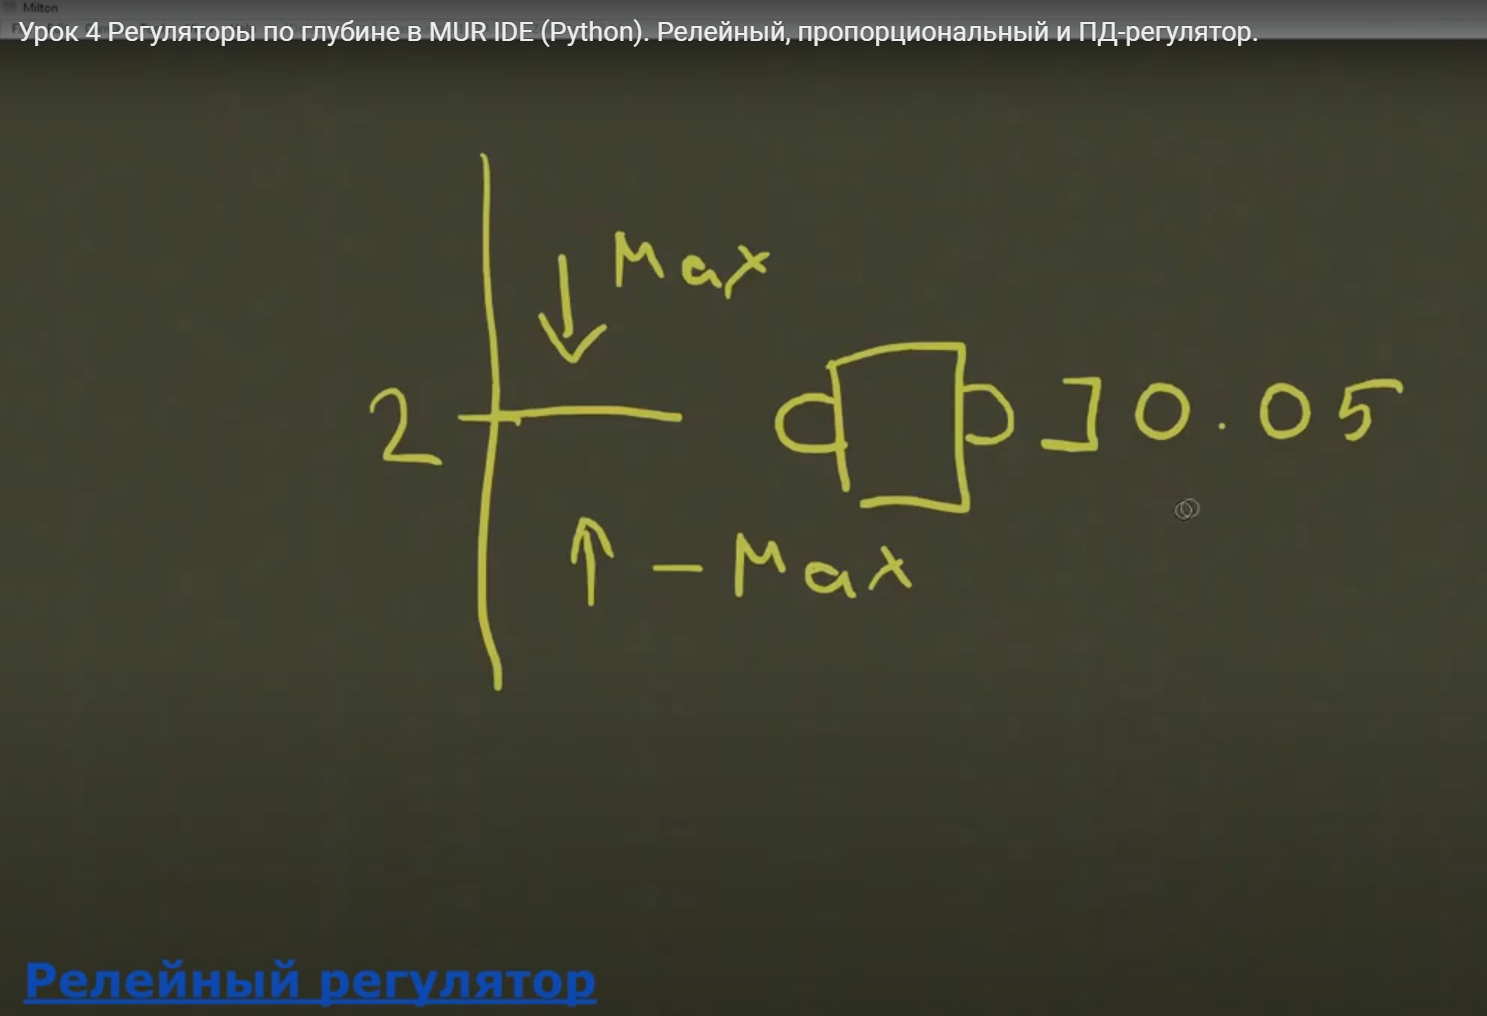 Milton
Урок 4 Регуляторы по глубине в MUR IDE (Python). Релейный, пропорциональный и ПД-регулятор.
Max
2
0.05
- Max
Релейный регулятор